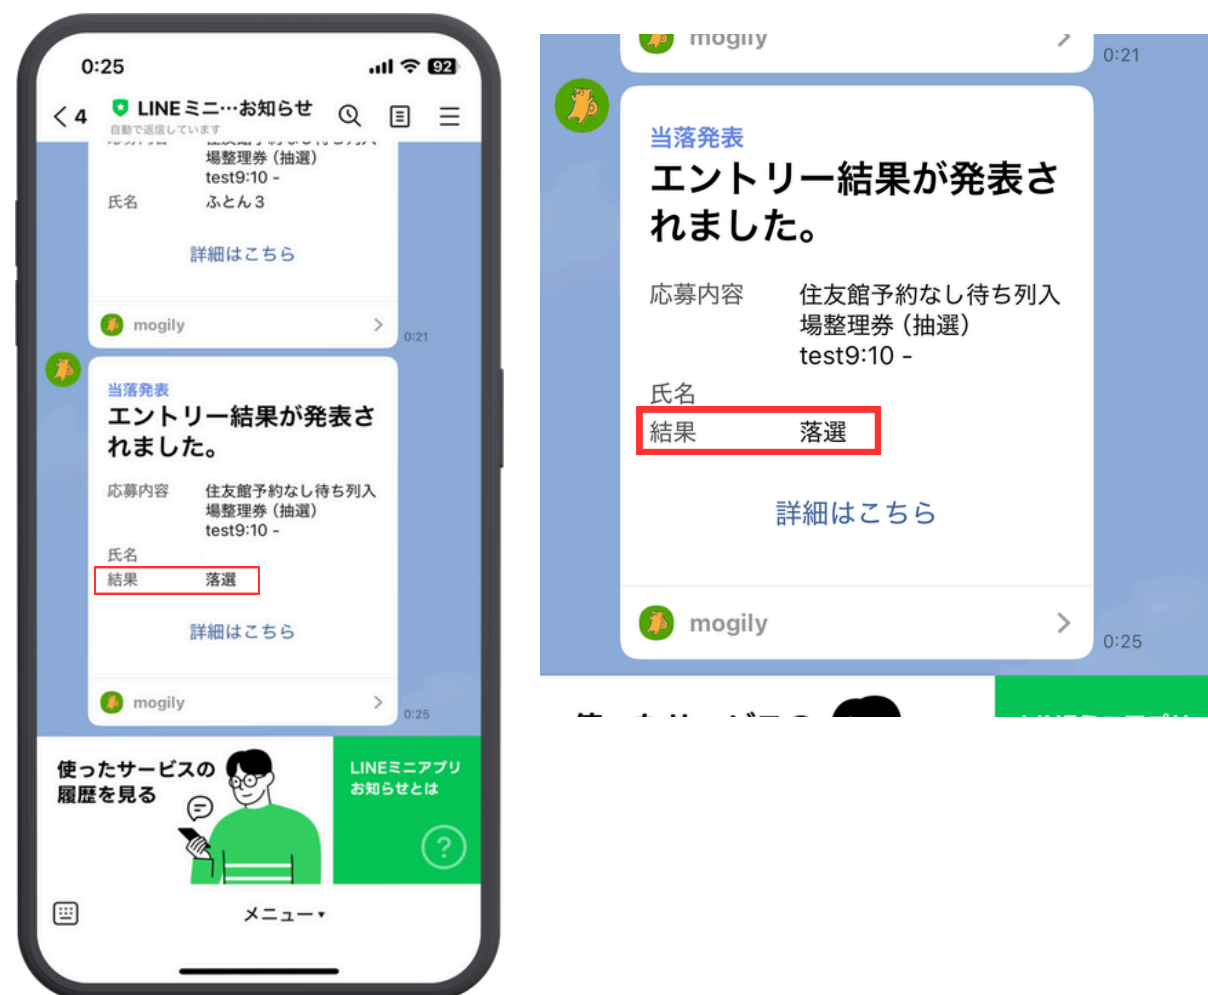 0:25
92
4
LINEミニ…お知らせ
自動で返信しています
場整理券（抽選）
test9:10 -
氏名 ふとん3
詳細はこちら
mogily
0:21
当落発表
エントリー結果が発表さ
れました。
応募内容 住友館予約なし待ち列入
場整理券（抽選）
test9:10 -
氏名
結果 落選
詳細はこちら
mogily
0:25
使ったサービスの
履歴を見る
LINEミニアプリ
お知らせとは
?
メニュー▾
mogily
0:21
当落発表
エントリー結果が発表さ
れました。
応募内容 住友館予約なし待ち列入
場整理券（抽選）
test9:10 -
氏名
結果 落選
詳細はこちら
mogily
0:25